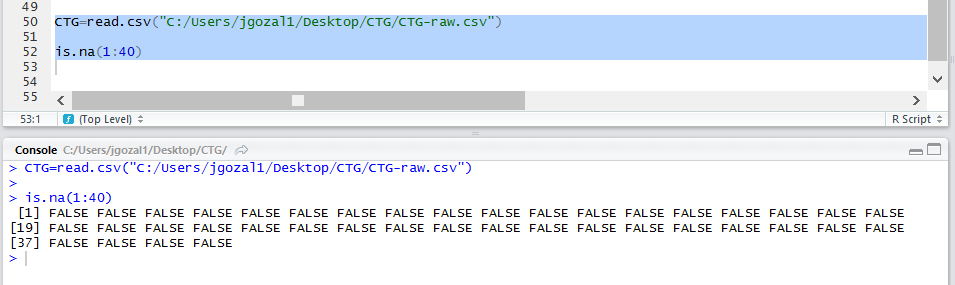 49
50 CTG=read.csv("C:/Users/jgozal1/Desktop/CTG/CTG-raw.csv")
51
52 is.na(1:40)
53
54
55
53:1 (Top Level) R Script
Console C:/Users/jgozal1/Desktop/CTG/
> CTG=read.csv("C:/Users/jgozal1/Desktop/CTG/CTG-raw.csv")
>
> is.na(1:40)
[1] FALSE FALSE FALSE FALSE FALSE FALSE FALSE FALSE FALSE FALSE FALSE FALSE FALSE FALSE FALSE FALSE FALSE FALSE
[19] FALSE FALSE FALSE FALSE FALSE FALSE FALSE FALSE FALSE FALSE FALSE FALSE FALSE FALSE FALSE FALSE FALSE FALSE
[37] FALSE FALSE FALSE FALSE
>